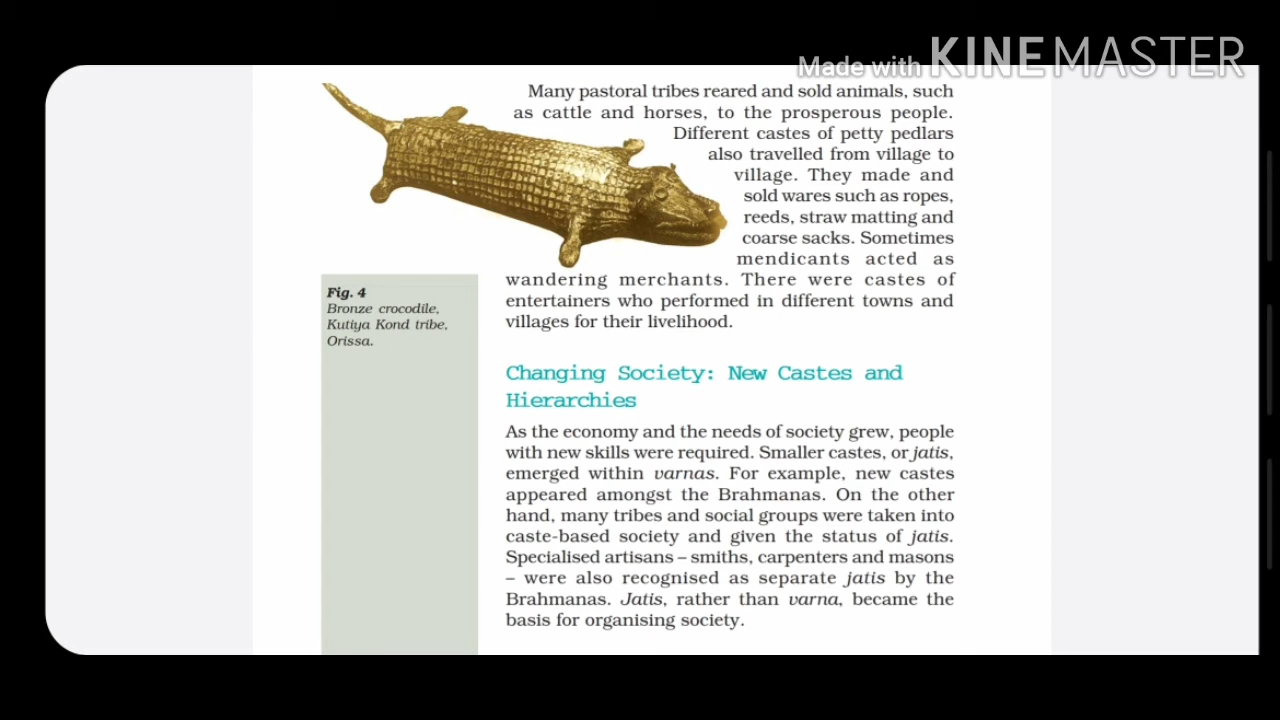 Made with KINEMASTER
Many pastoral tribes reared and sold animals, such
as cattle and horses, to the prosperous people.
Different castes of petty pedlars
also travelled from village to
village. They made and
sold wares such as ropes,
reeds, straw matting and
coarse sacks. Sometimes
mendicants acted as
wandering merchants. There were castes of
entertainers who performed in different towns and
villages for their livelihood.
Fig. 4
Bronze crocodile,
Kutiya Kond tribe,
Orissa.
Changing Society: New Castes and
Hierarchies
As the economy and the needs of society grew, people
with new skills were required. Smaller castes, or jatis,
emerged within varnas. For example, new castes
appeared amongst the Brahmanas. On the other
hand, many tribes and social groups were taken into
caste-based society and given the status of jatis.
Specialised artisans – smiths, carpenters and masons
– were also recognised as separate jatis by the
Brahmanas. Jatis, rather than varna, became the
basis for organising society.